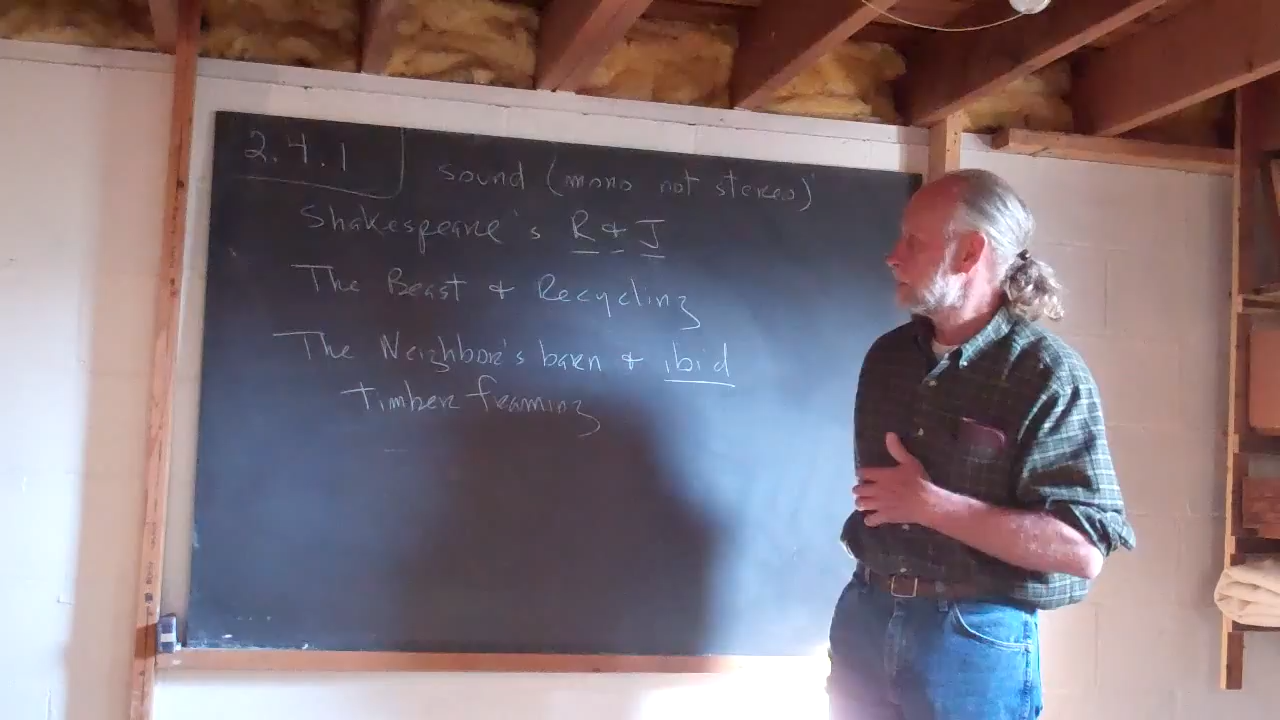 2.4.1
sound (mono not stereo)
Shakespeare's R & J
The Beast & Recycling
The Neighbor's barn & ibid
Timber framing